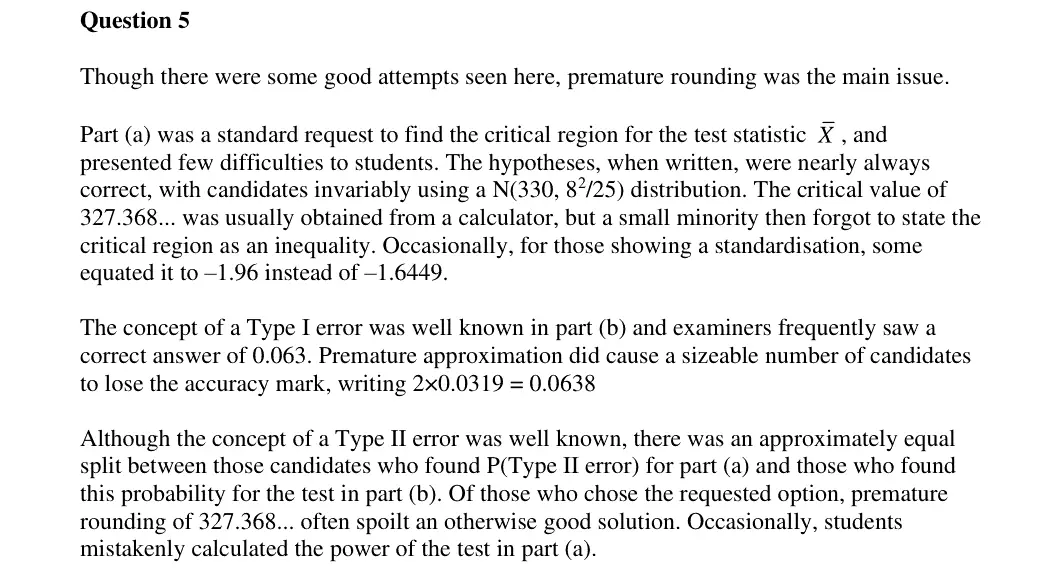 Question 5
Though there were some good attempts seen here, premature rounding was the main issue.
Part (a) was a standard request to find the critical region for the test statistic X̅ , and
presented few difficulties to students. The hypotheses, when written, were nearly always
correct, with candidates invariably using a N(330, 8²/25) distribution. The critical value of
327.368... was usually obtained from a calculator, but a small minority then forgot to state the
critical region as an inequality. Occasionally, for those showing a standardisation, some
equated it to –1.96 instead of –1.6449.
The concept of a Type I error was well known in part (b) and examiners frequently saw a
correct answer of 0.063. Premature approximation did cause a sizeable number of candidates
to lose the accuracy mark, writing 2×0.0319 = 0.0638
Although the concept of a Type II error was well known, there was an approximately equal
split between those candidates who found P(Type II error) for part (a) and those who found
this probability for the test in part (b). Of those who chose the requested option, premature
rounding of 327.368... often spoilt an otherwise good solution. Occasionally, students
mistakenly calculated the power of the test in part (a).